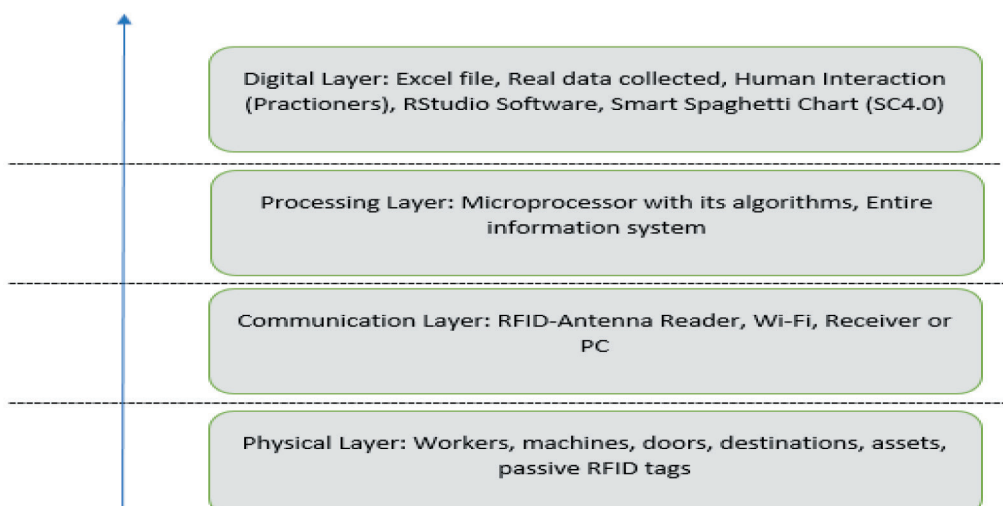 Digital Layer: Excel file, Real data collected, Human Interaction
(Practioners), RStudio Software, Smart Spaghetti Chart (SC4.0)
Processing Layer: Microprocessor with its algorithms, Entire
information system
Communication Layer: RFID-Antenna Reader, Wi-Fi, Receiver or
PC
Physical Layer: Workers, machines, doors, destinations, assets,
passive RFID tags